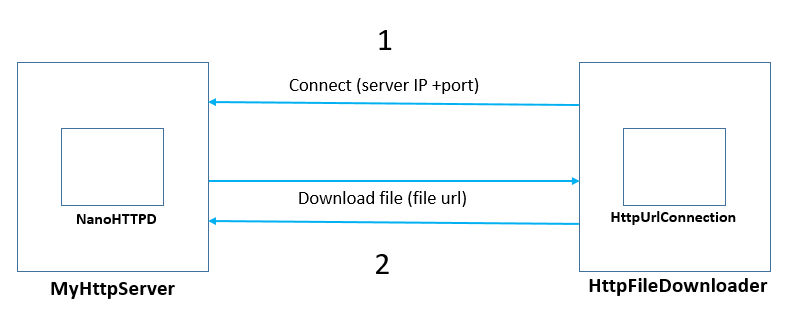 1
Connect (server IP +port)
Download file (file url)
NanoHTTPD
HttpUrlConnection
2
MyHttpServer
HttpFileDownloader